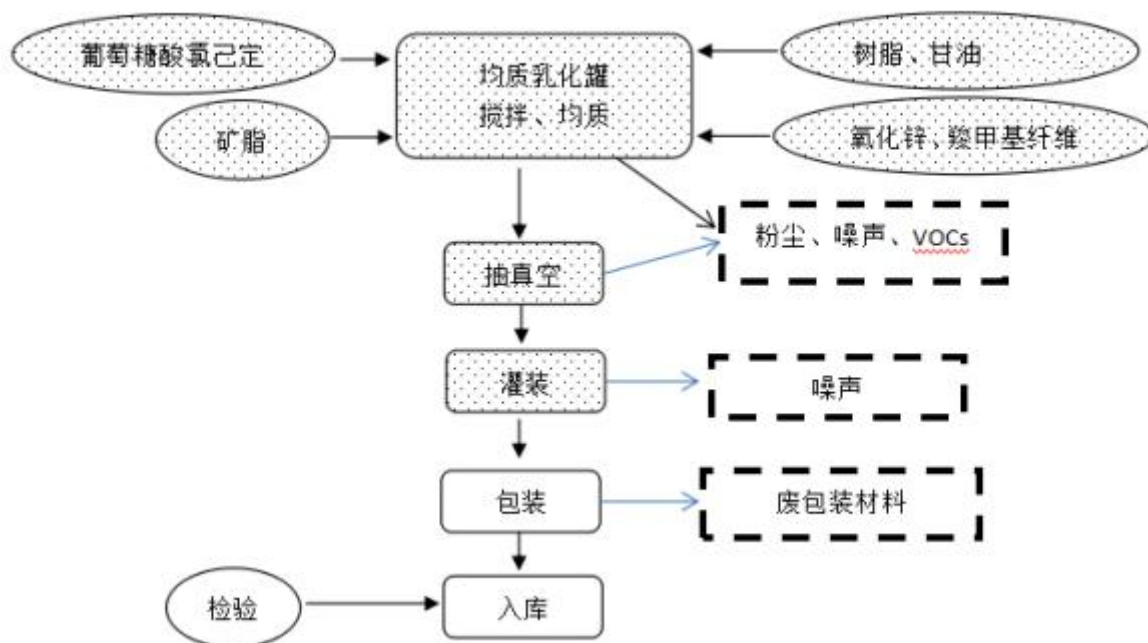 葡萄糖酸氯己定
均质乳化罐
搅拌、均质
树脂、甘油
矿脂
氧化锌、羧甲基纤维
粉尘、噪声、VOCs
抽真空
灌装
噪声
包装
废包装材料
检验
入库